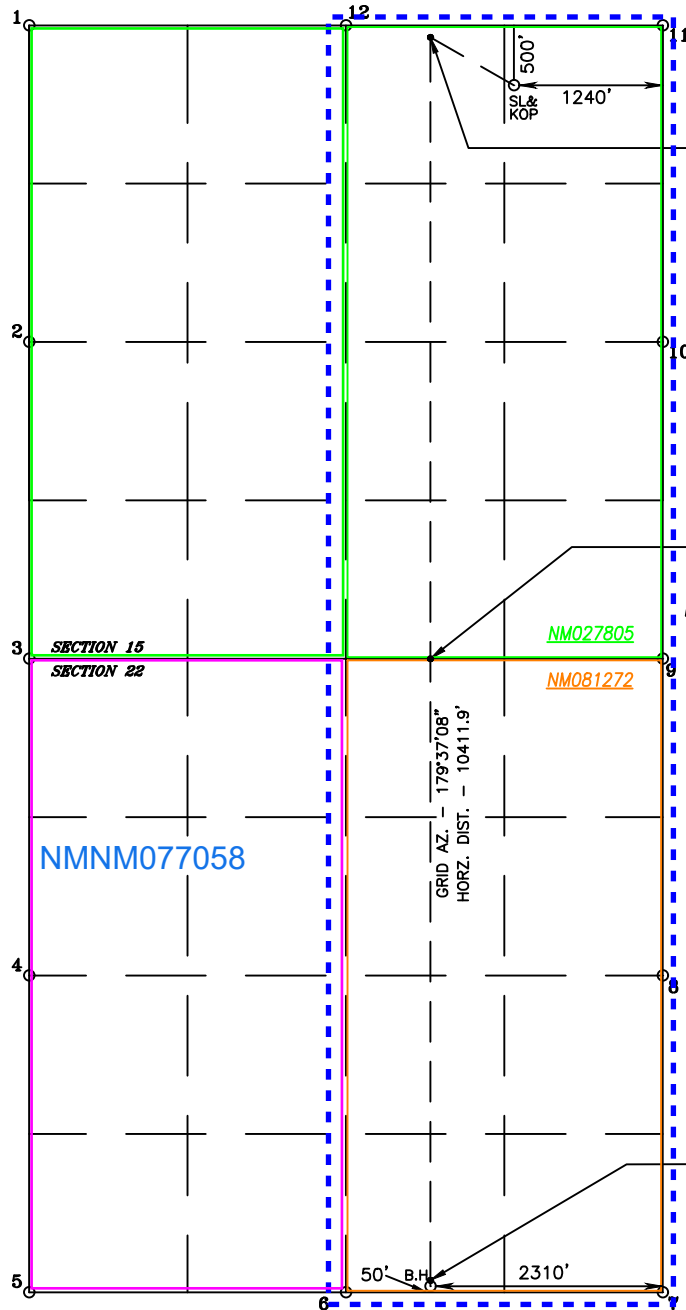 1
12
11
500'
1240'
SL&
KOP
2
10
SECTION 15
NM027805
3
9
SECTION 22
NM081272
GRID AZ. – 179°37'08"
HORZ. DIST. – 10411.9'
NMNM077058
4
8
50'
B.H.
2310'
5
6
7